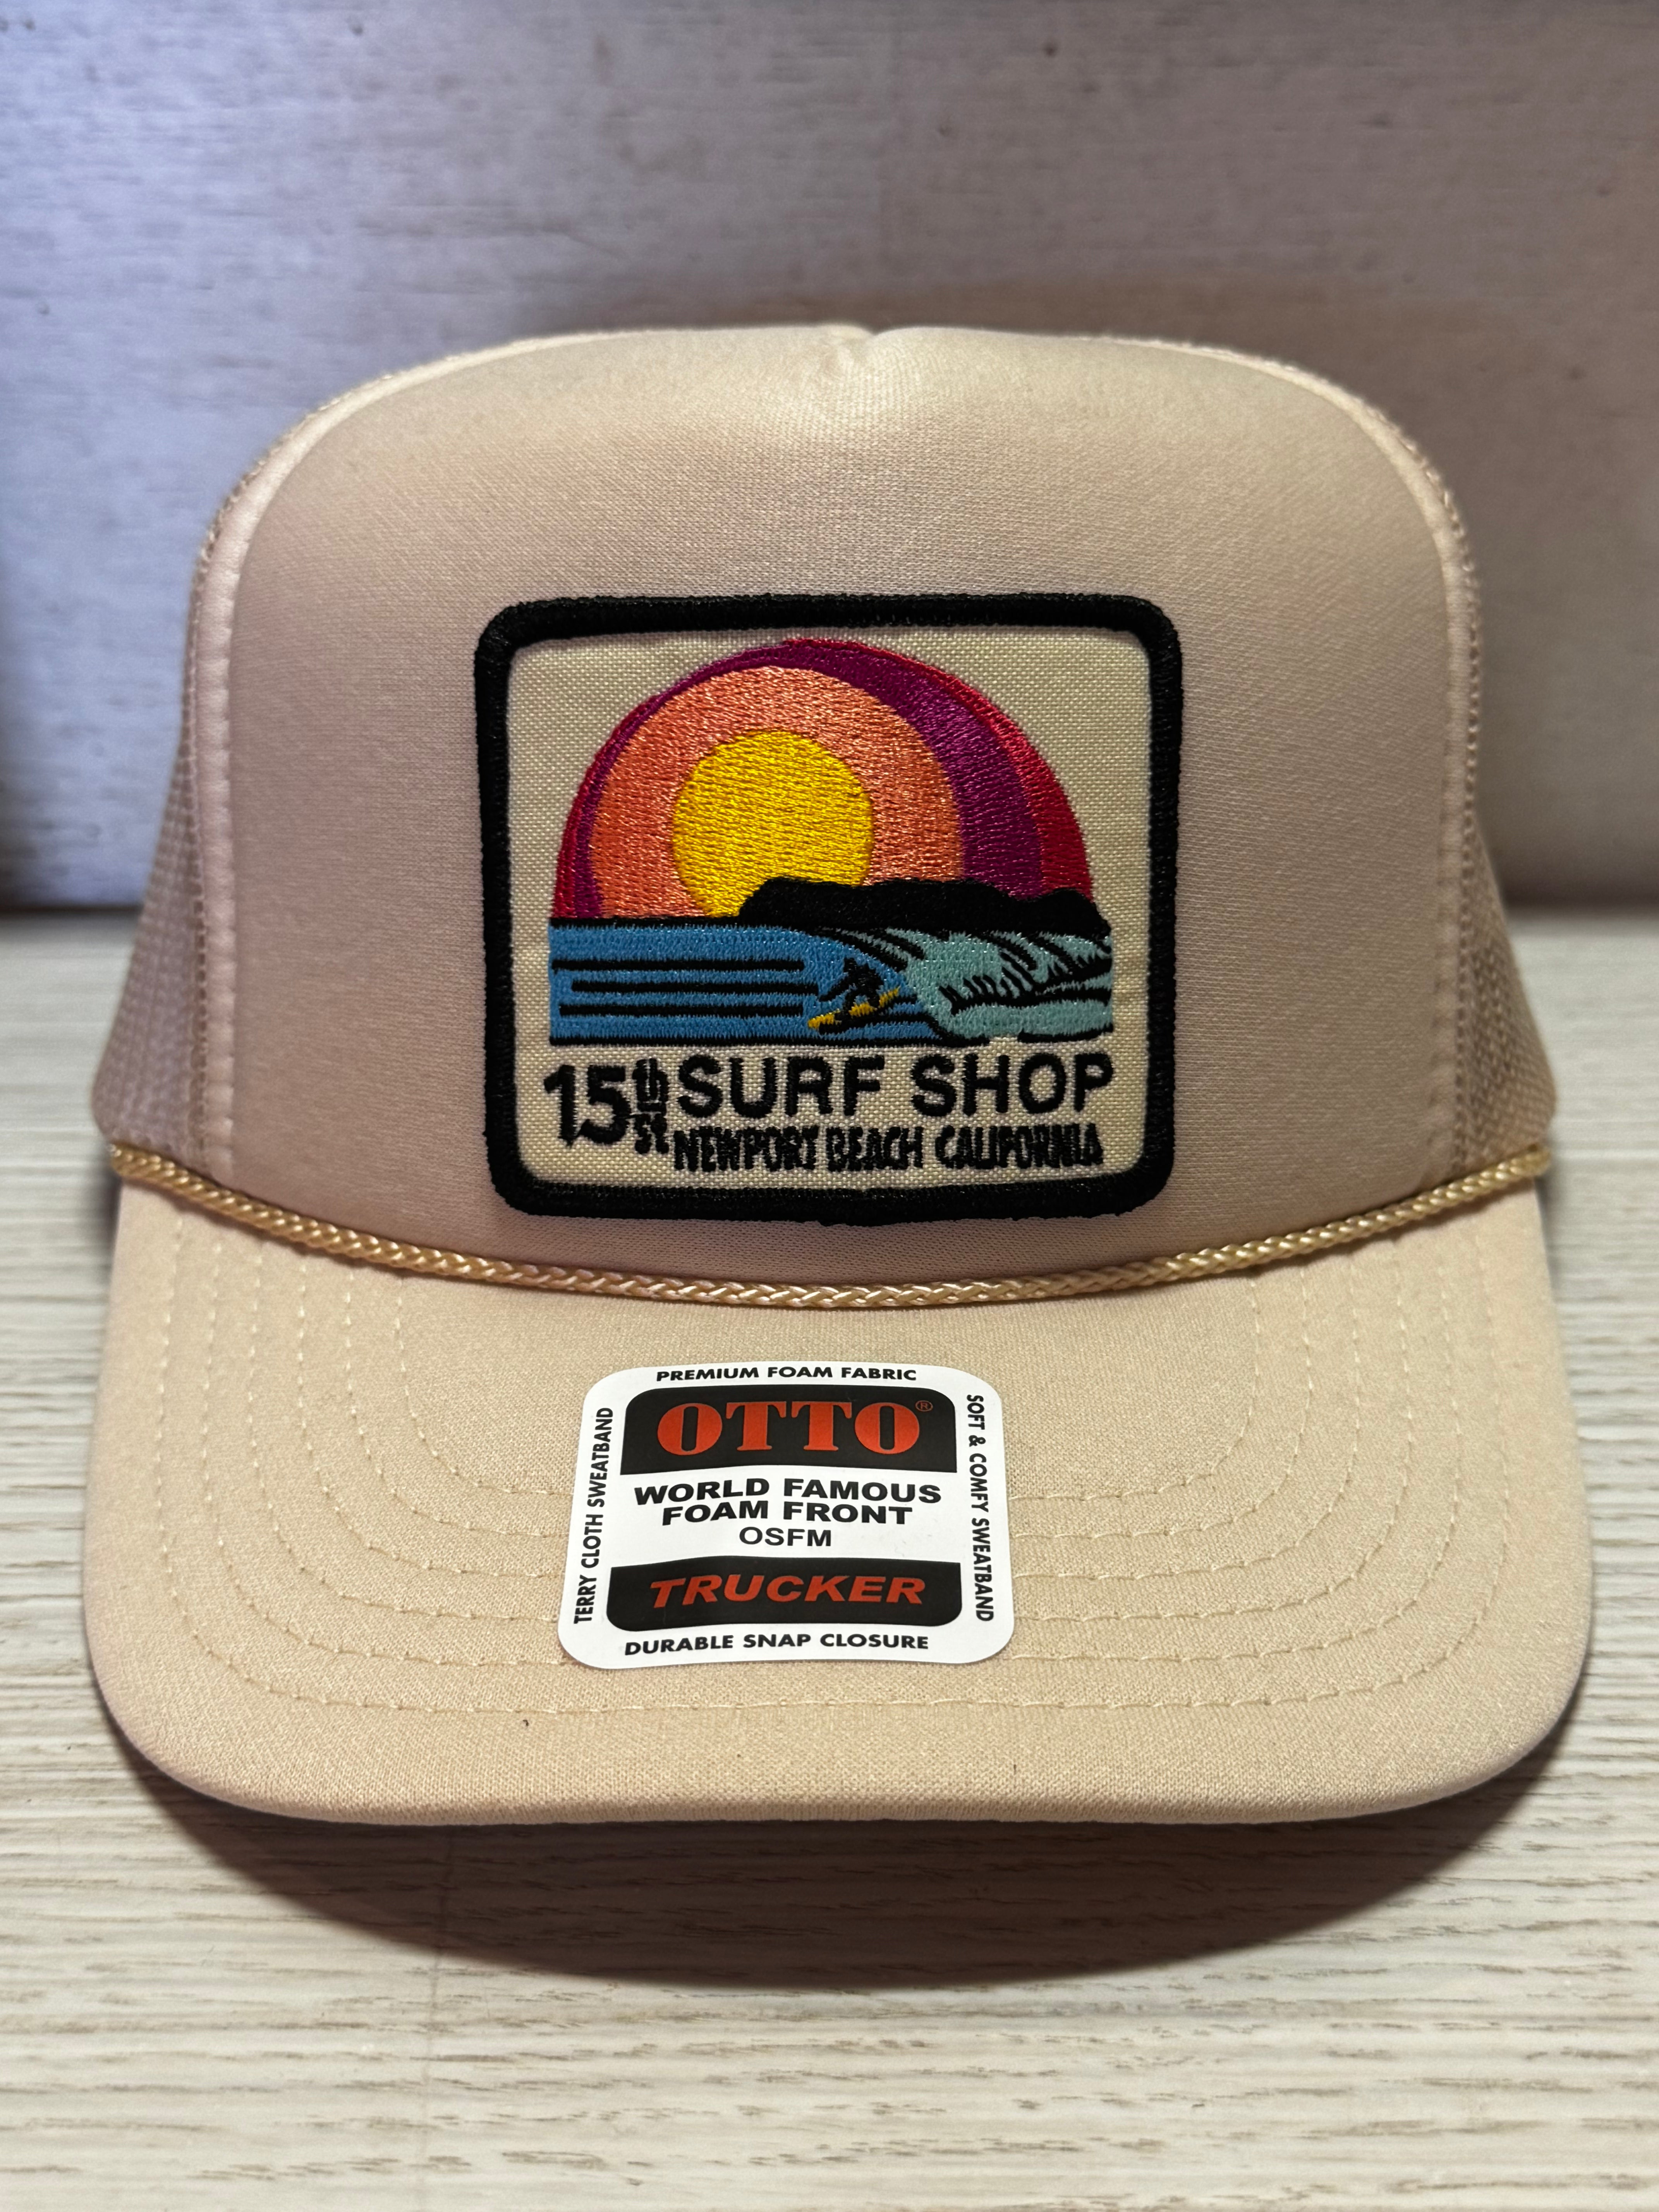 15th St SURF SHOP
NEWPORT BEACH CALIFORNIA
PREMIUM FOAM FABRIC
OTTO®
WORLD FAMOUS
FOAM FRONT
OSFM
TRUCKER
DURABLE SNAP CLOSURE
TERRY CLOTH SWEATBAND
SOFT & COMFY SWEATBAND